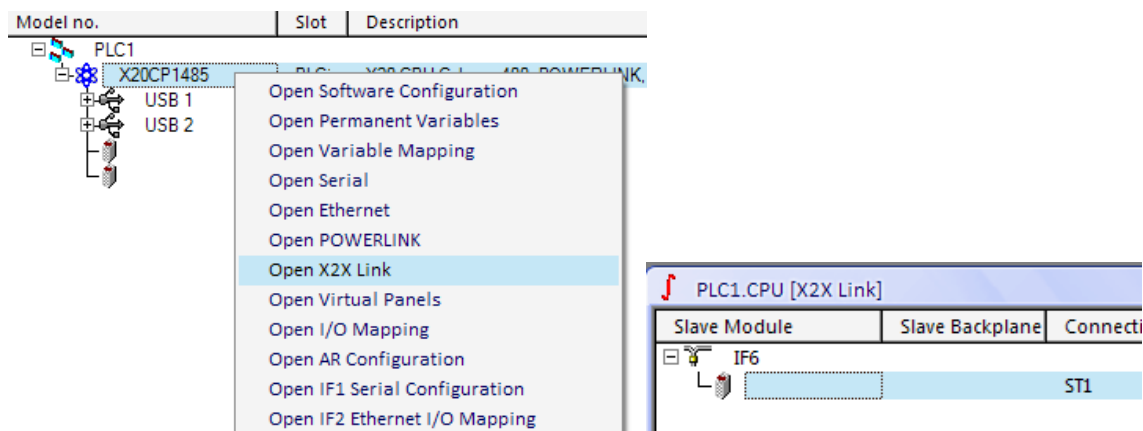 Model no. Slot Description
PLC1
X20CP1485
USB 1
USB 2
Open Software Configuration
Open Permanent Variables
Open Variable Mapping
Open Serial
Open Ethernet
Open POWERLINK
Open X2X Link
Open Virtual Panels
Open I/O Mapping
Open AR Configuration
Open IF1 Serial Configuration
Open IF2 Ethernet I/O Mapping
PLC1.CPU [X2X Link]
Slave Module Slave Backplane Connecti
IF6
ST1